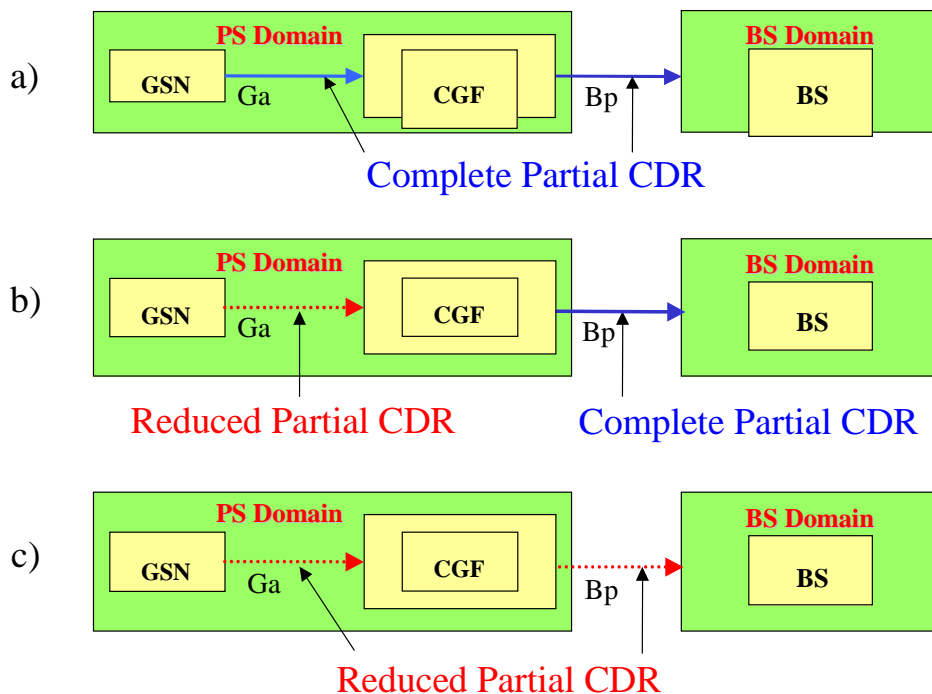 a)
PS Domain
BS Domain
GSN
Ga
CGF
Bp
BS
Complete Partial CDR
b)
PS Domain
BS Domain
GSN
Ga
CGF
Bp
BS
Reduced Partial CDR
Complete Partial CDR
c)
PS Domain
BS Domain
GSN
Ga
CGF
Bp
BS
Reduced Partial CDR